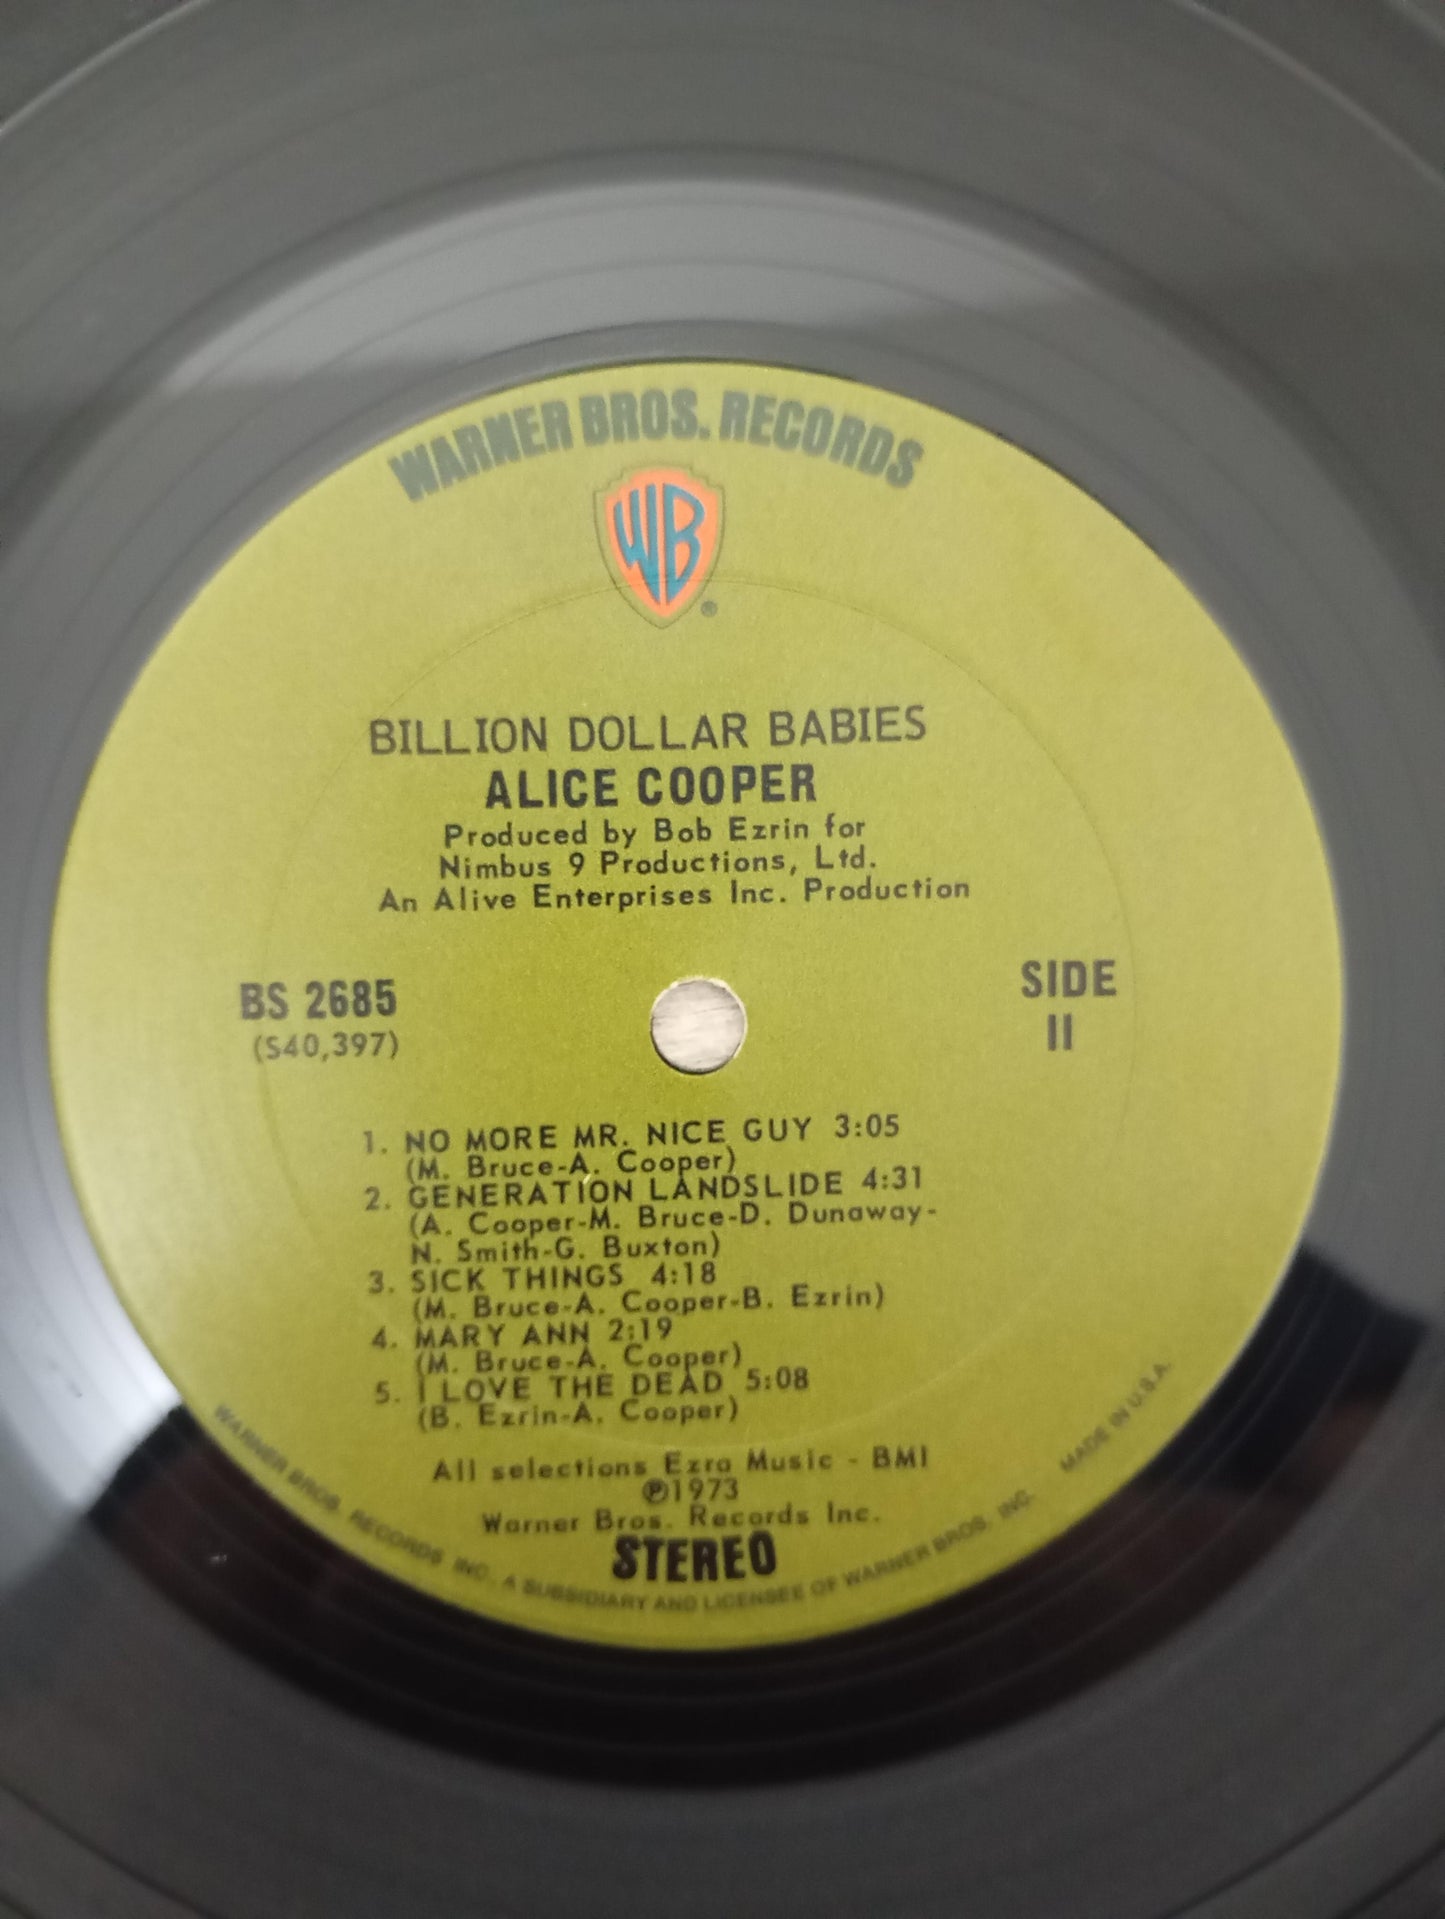 WARNER BROS. RECORDS
WB®
BILLION DOLLAR BABIES
ALICE COOPER
Produced by Bob Ezrin for
Nimbus 9 Productions, Ltd.
An Alive Enterprises Inc. Production
BS 2685
(S40,397)
SIDE
II
1. NO MORE MR. NICE GUY 3:05
(M. Bruce-A. Cooper)
2. GENERATION LANDSLIDE 4:31
(A. Cooper-M. Bruce-D. Dunaway-
N. Smith-G. Buxton)
3. SICK THINGS 4:18
(M. Bruce-A. Cooper-B. Ezrin)
4. MARY ANN 2:19
(M. Bruce-A. Cooper)
5. I LOVE THE DEAD 5:08
(B. Ezrin-A. Cooper)
All selections Ezra Music - BMI
℗1973
Warner Bros. Records Inc.
STEREO
WARNER BROS. RECORDS INC., A SUBSIDIARY AND LICENSEE OF WARNER BROS. INC. MADE IN U.S.A.